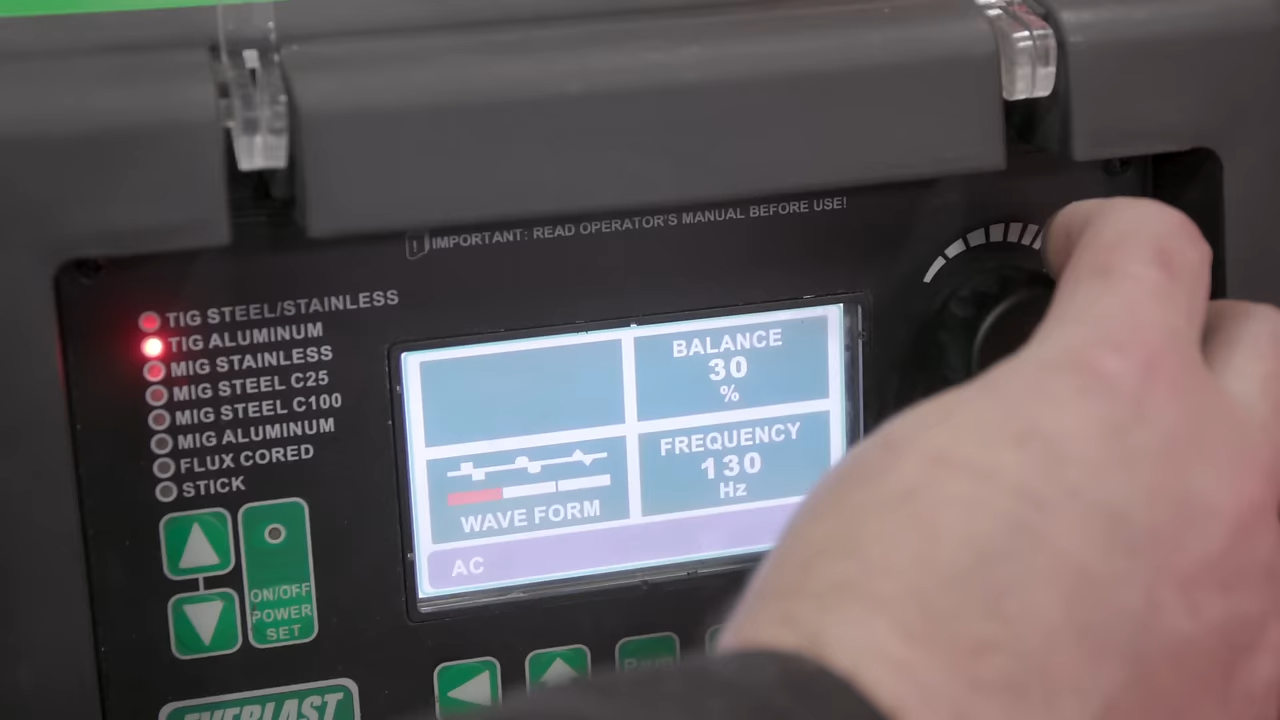 IMPORTANT: READ OPERATOR'S MANUAL BEFORE USE!
TIG STEEL/STAINLESS
TIG ALUMINUM
MIG STAINLESS
MIG STEEL C25
MIG STEEL C100
MIG ALUMINUM
FLUX CORED
STICK
ON/OFF
POWER
SET
BALANCE
30
%
WAVE FORM
FREQUENCY
130
Hz
AC
EVERLAST